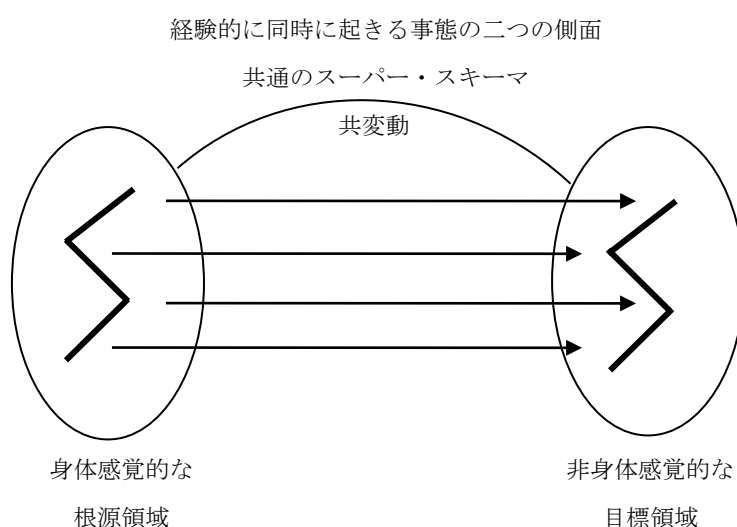 経験的に同時に起きる事態の二つの側面
共通のスーパー・スキーマ
共変動
身体感覚的な
根源領域
非身体感覚的な
目標領域